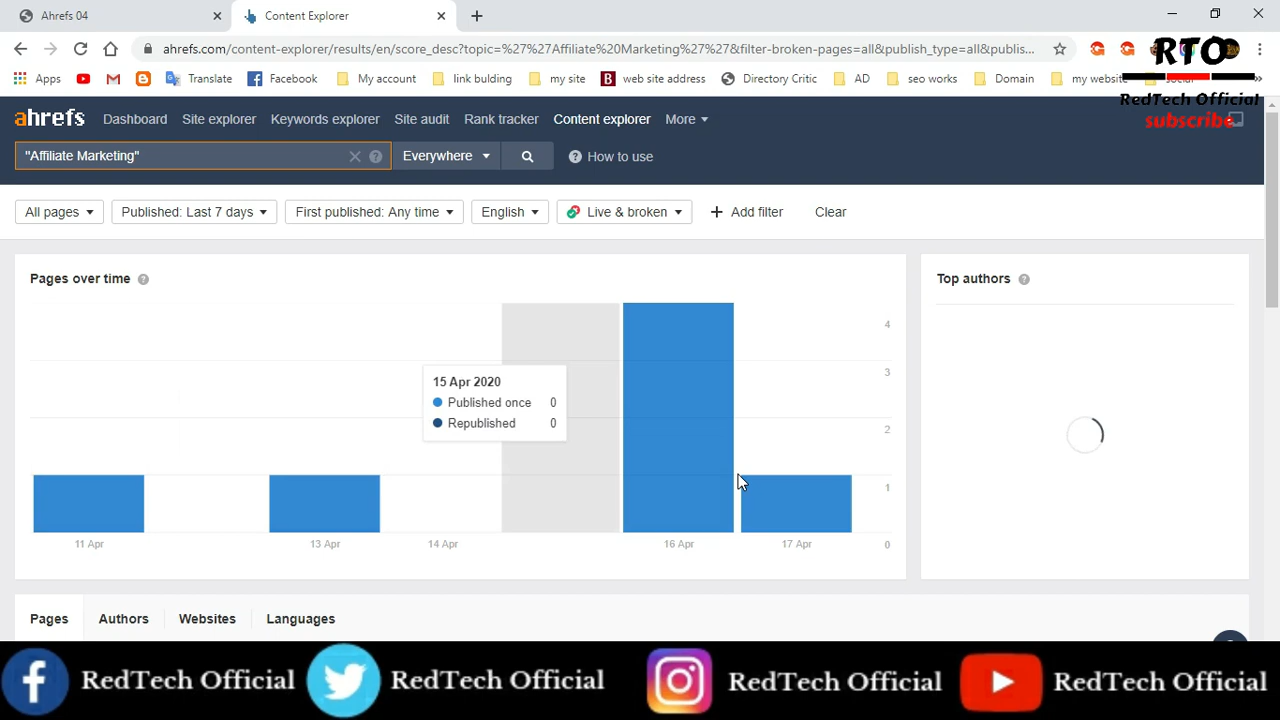 Ahrefs 04
Content Explorer
ahrefs.com/content-explorer/results/en/score_desc?topic=%27%27Affiliate%20Marketing%27%27&filter-broken-pages=all&publish_type=all&publis...
Apps
Translate
Facebook
My account
link bulding
my site
web site address
Directory Critic
AD
seo works
Domain
my website
RTO
RedTech Official
subscribe
ahrefs
Dashboard
Site explorer
Keywords explorer
Site audit
Rank tracker
Content explorer
More
"Affiliate Marketing"
Everywhere
How to use
All pages
Published: Last 7 days
First published: Any time
English
Live & broken
Add filter
Clear
Pages over time
Top authors
4
3
2
1
0
15 Apr 2020
Published once 0
Republished 0
11 Apr
13 Apr
14 Apr
16 Apr
17 Apr
Pages
Authors
Websites
Languages
RedTech Official
RedTech Official
RedTech Official
RedTech Official